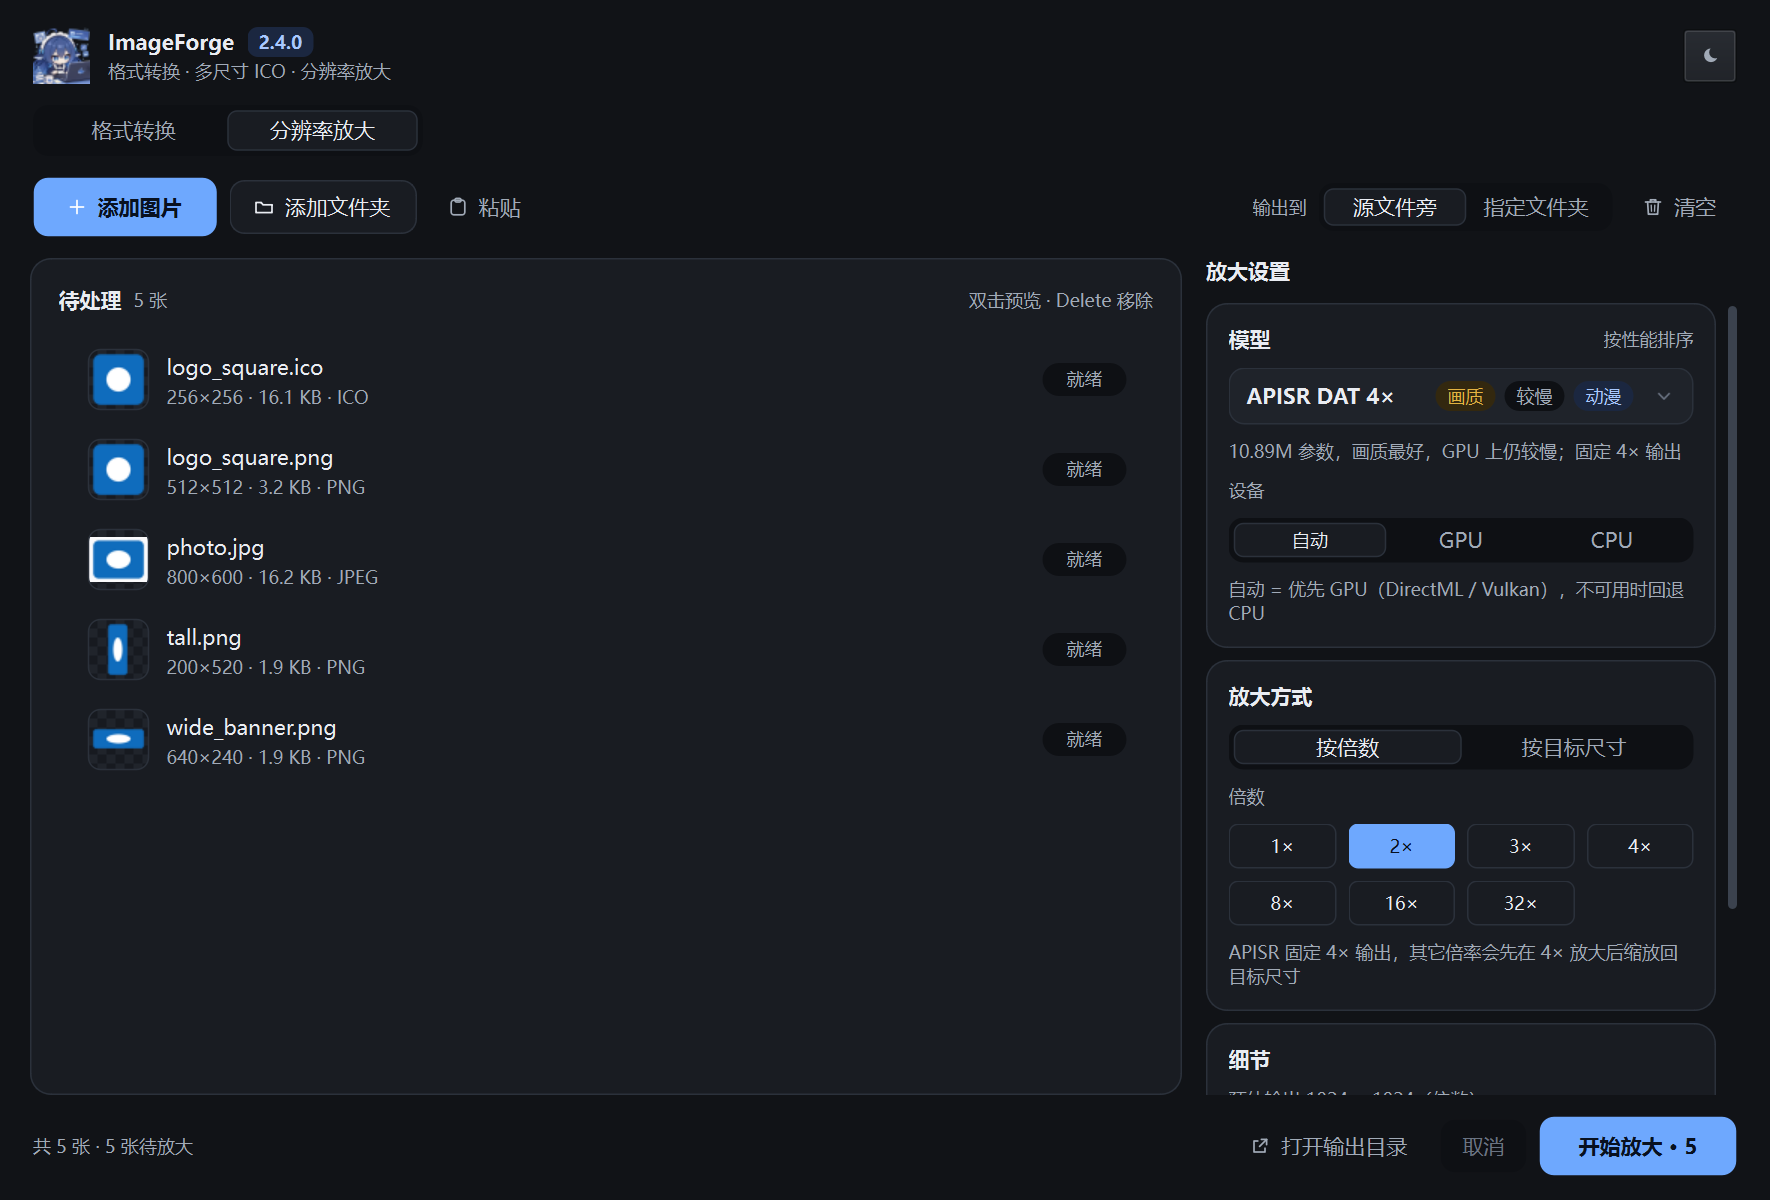 ImageForge 2.4.0
格式转换 · 多尺寸 ICO · 分辨率放大
格式转换 分辨率放大
添加图片 添加文件夹 粘贴 输出到 源文件旁 指定文件夹 清空
待处理 5 张 双击预览 · Delete 移除
logo_square.ico
256×256 · 16.1 KB · ICO
就绪
logo_square.png
512×512 · 3.2 KB · PNG
就绪
photo.jpg
800×600 · 16.2 KB · JPEG
就绪
tall.png
200×520 · 1.9 KB · PNG
就绪
wide_banner.png
640×240 · 1.9 KB · PNG
就绪
放大设置
模型 按性能排序
APISR DAT 4× 画质 较慢 动漫
10.89M 参数，画质最好，GPU 上仍较慢；固定 4× 输出
设备
自动 GPU CPU
自动 = 优先 GPU（DirectML / Vulkan），不可用时回退
CPU
放大方式
按倍数 按目标尺寸
倍数
1× 2× 3× 4×
8× 16× 32×
APISR 固定 4× 输出，其它倍率会先在 4× 放大后缩放回
目标尺寸
细节
共 5 张 · 5 张待放大 打开输出目录 取消 开始放大 • 5